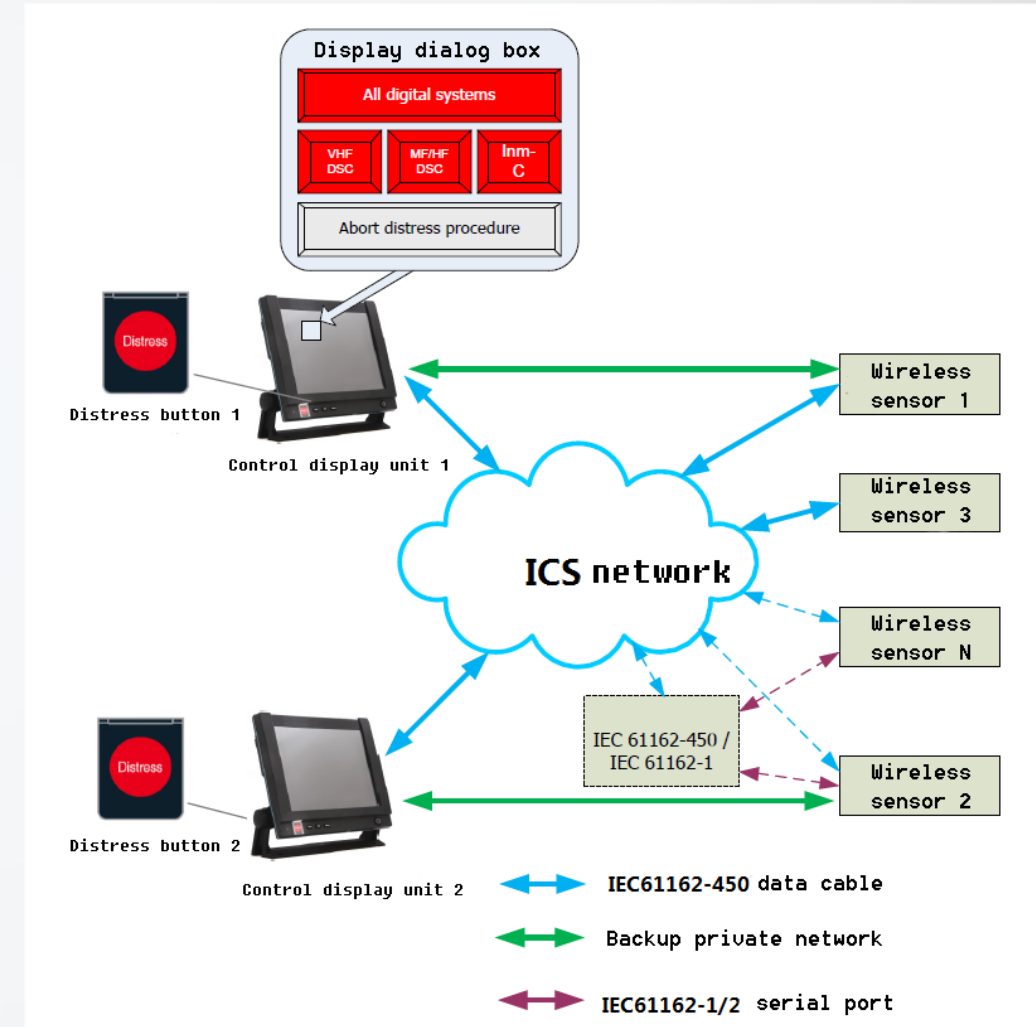 Display dialog box
All digital systems
VHF
DSC
MF/HF
DSC
Inm-
C
Abort distress procedure
Distress
Distress button 1
Control display unit 1
Wireless
sensor 1
Wireless
sensor 3
ICS network
Wireless
sensor N
IEC 61162-450 /
IEC 61162-1
Wireless
sensor 2
Distress
Distress button 2
Control display unit 2
IEC61162-450 data cable
Backup private network
IEC61162-1/2 serial port